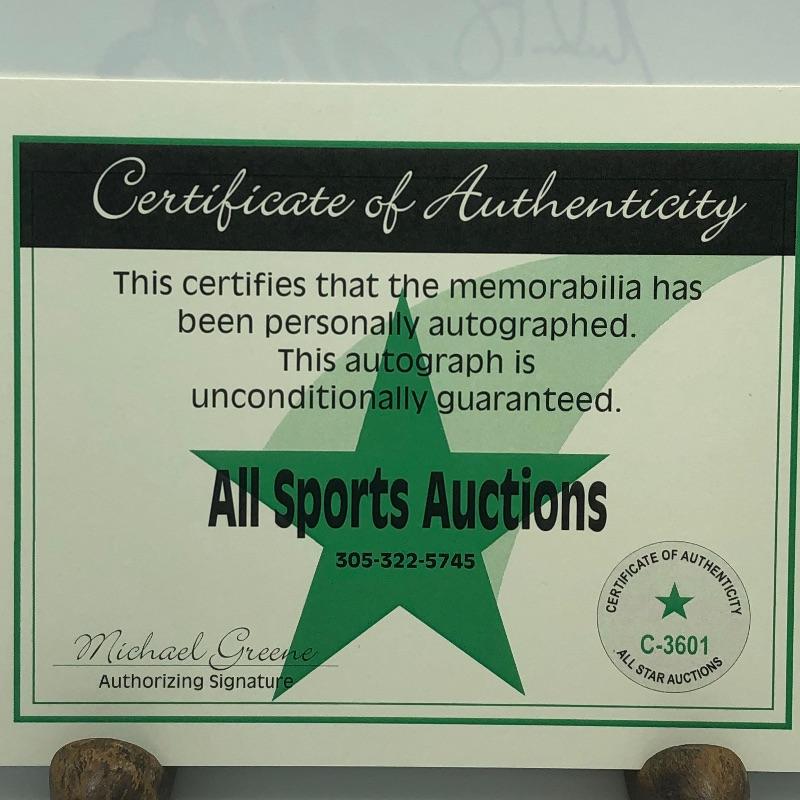 Certificate of Authenticity
This certifies that the memorabilia has
been personally autographed.
This autograph is
unconditionally guaranteed.
All Sports Auctions
305-322-5745
CERTIFICATE OF AUTHENTICITY
C-3601
ALL STAR AUCTIONS
Michael Greene
Authorizing Signature